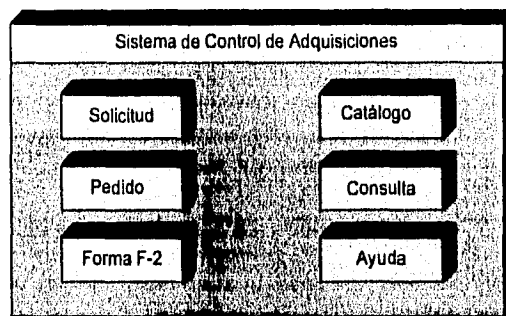 Sistema de Control de Adquisiciones
Solicitud
Catálogo
Pedido
Consulta
Forma F-2
Ayuda